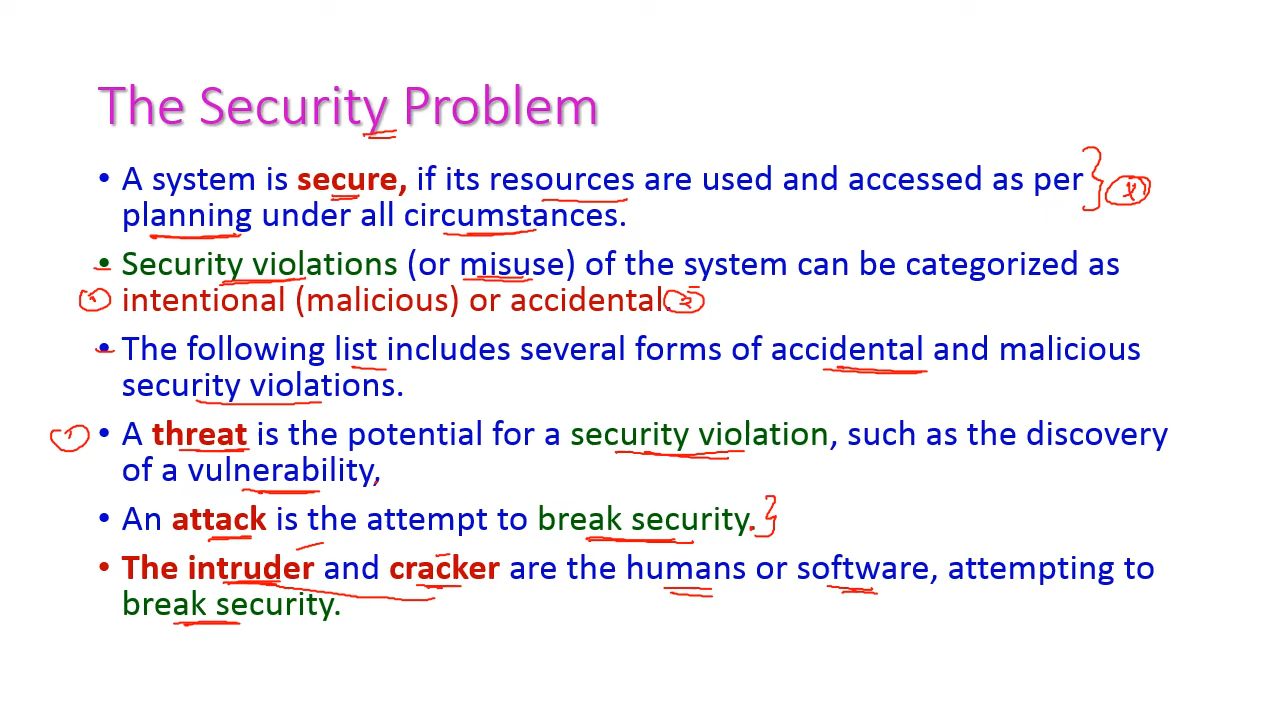 The Security Problem
• A system is secure, if its resources are used and accessed as per
planning under all circumstances.
• Security violations (or misuse) of the system can be categorized as
intentional (malicious) or accidental.
• The following list includes several forms of accidental and malicious
security violations.
• A threat is the potential for a security violation, such as the discovery
of a vulnerability,
• An attack is the attempt to break security.
• The intruder and cracker are the humans or software, attempting to
break security.